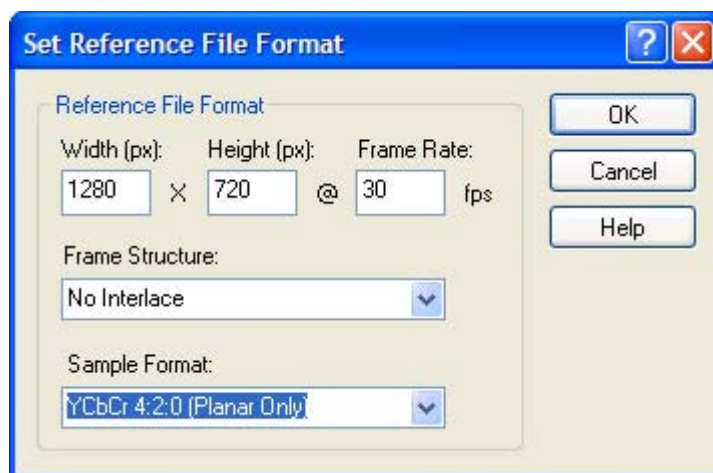 Set Reference File Format
Reference File Format
Width (px): Height (px): Frame Rate:
1280 X 720 @ 30 fps
Frame Structure:
No Interlace
Sample Format:
YCbCr 4:2:0 (Planar Only)
OK
Cancel
Help